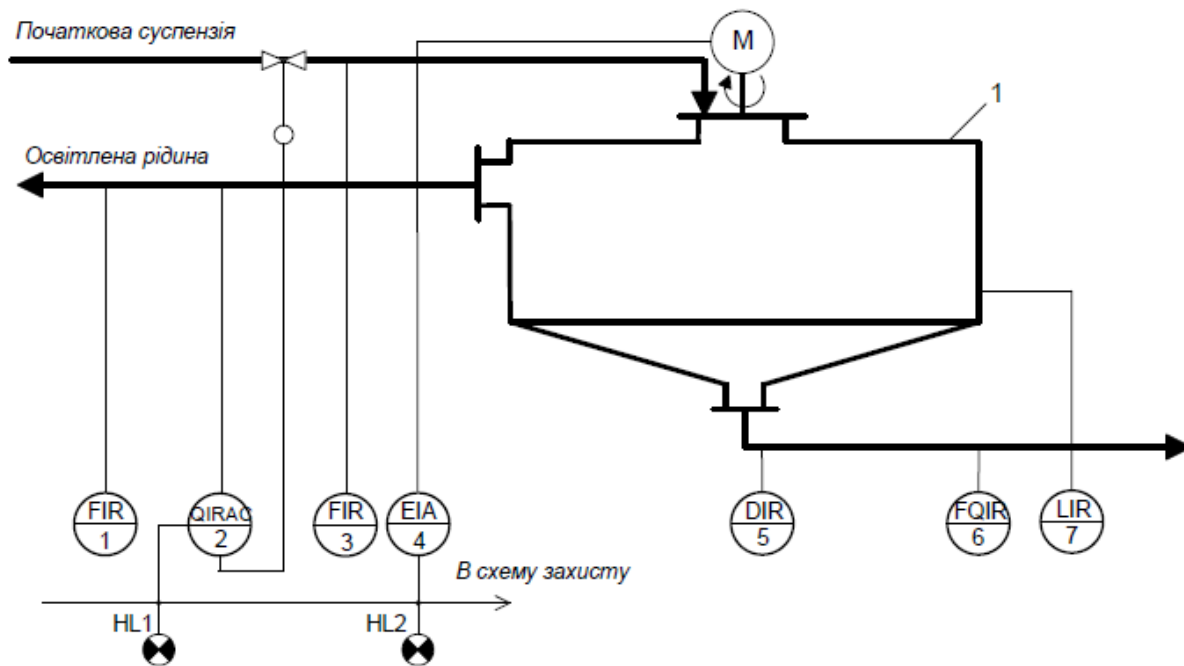 Початкова суспензія
M
1
Освітлена рідина
FIR
1
QIRAC
2
FIR
3
EIA
4
DIR
5
FQIR
6
LIR
7
В схему захисту
HL1
HL2